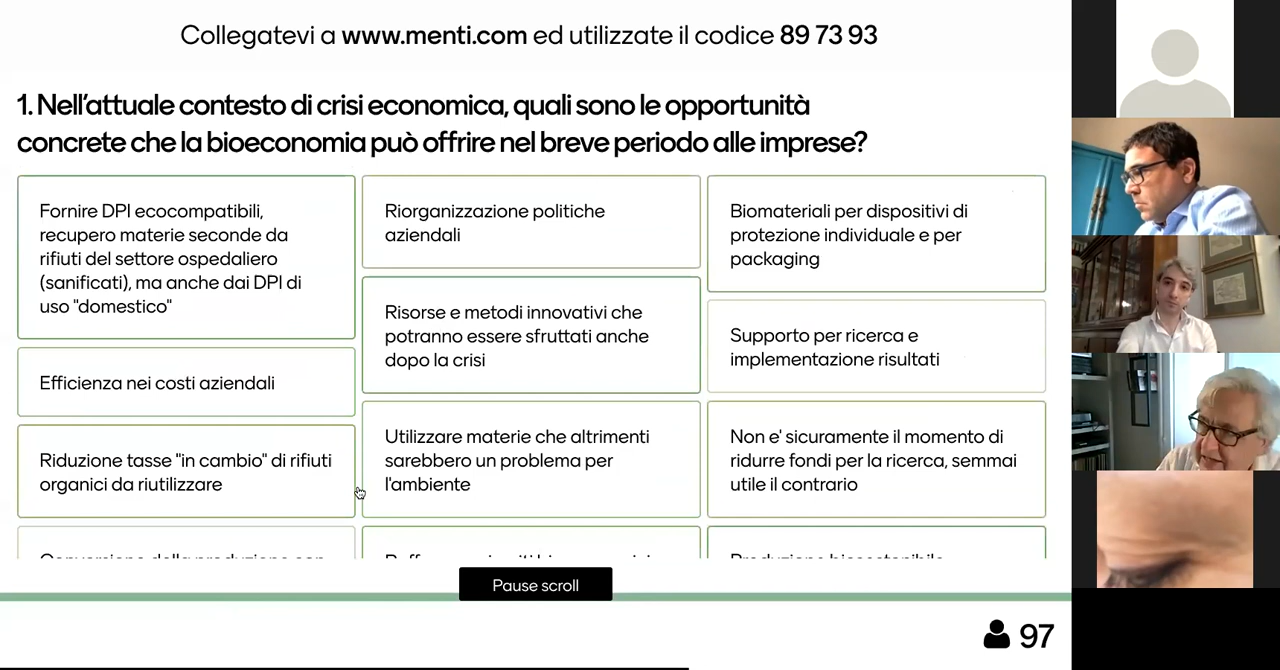 Collegatevi a www.menti.com ed utilizzate il codice 89 73 93
1. Nell'attuale contesto di crisi economica, quali sono le opportunità
concrete che la bioeconomia può offrire nel breve periodo alle imprese?
Fornire DPI ecocompatibili,
recupero materie seconde da
rifiuti del settore ospedaliero
(sanificati), ma anche dai DPI di
uso "domestico"
Efficienza nei costi aziendali
Riduzione tasse "in cambio" di rifiuti
organici da riutilizzare
Riorganizzazione politiche
aziendali
Risorse e metodi innovativi che
potranno essere sfruttati anche
dopo la crisi
Utilizzare materie che altrimenti
sarebbero un problema per
l'ambiente
Biomateriali per dispositivi di
protezione individuale e per
packaging
Supporto per ricerca e
implementazione risultati
Non e' sicuramente il momento di
ridurre fondi per la ricerca, semmai
utile il contrario
Conversione della produzione con
Produzione biosostenibile
Pause scroll
97